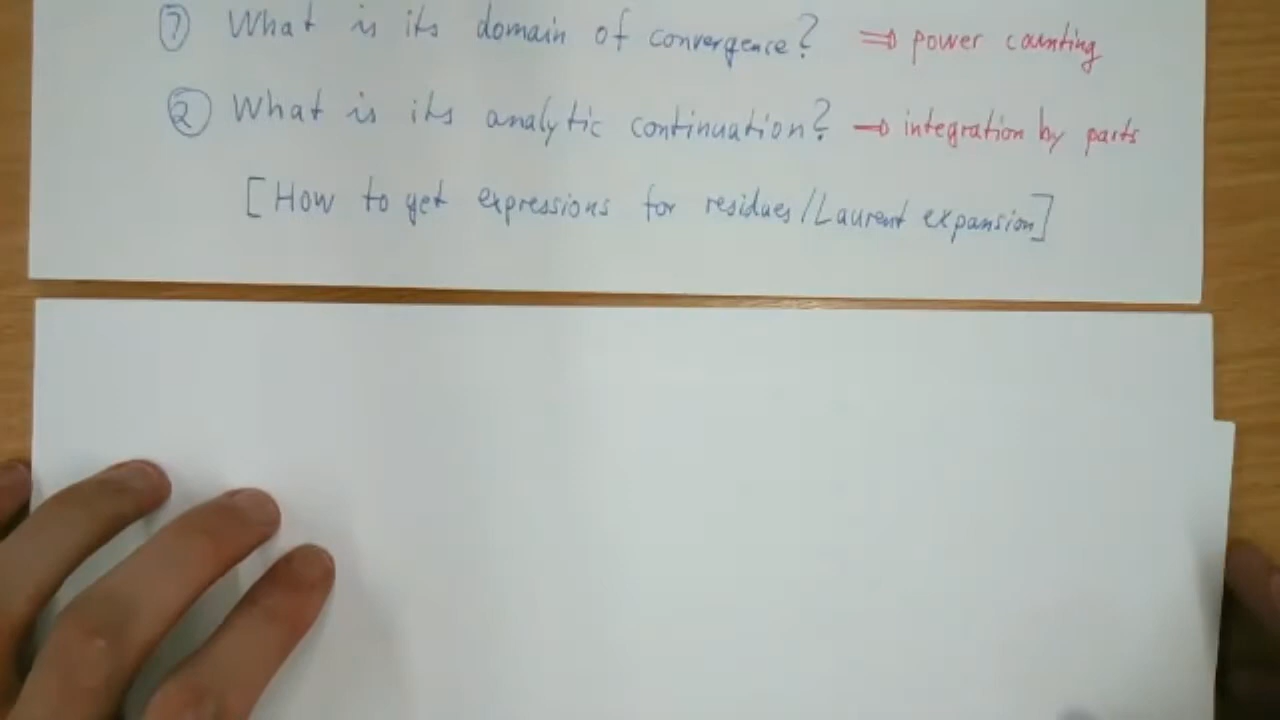 ① What is its domain of convergence? ⇒ power counting
② What is its analytic continuation? → integration by parts
[How to get expressions for residues/Laurent expansion]